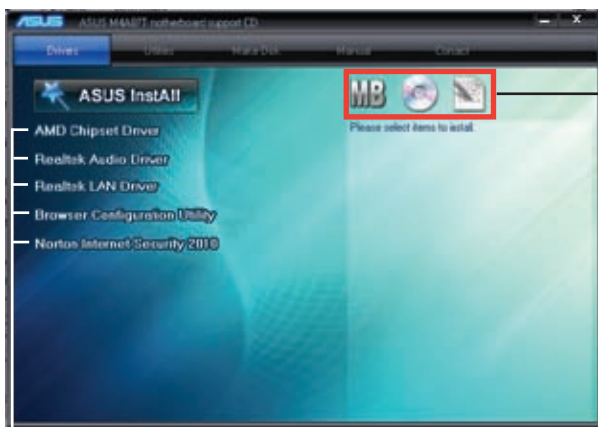 ASUS ASUS M4A87T motherboard support CD
Drivers Utilities Make Disk Manual Contact
ASUS InstAll
MB
Please select items to install.
AMD Chipset Driver
Realtek Audio Driver
Realtek LAN Driver
Browser Configuration Utility
Norton Internet Security 2010